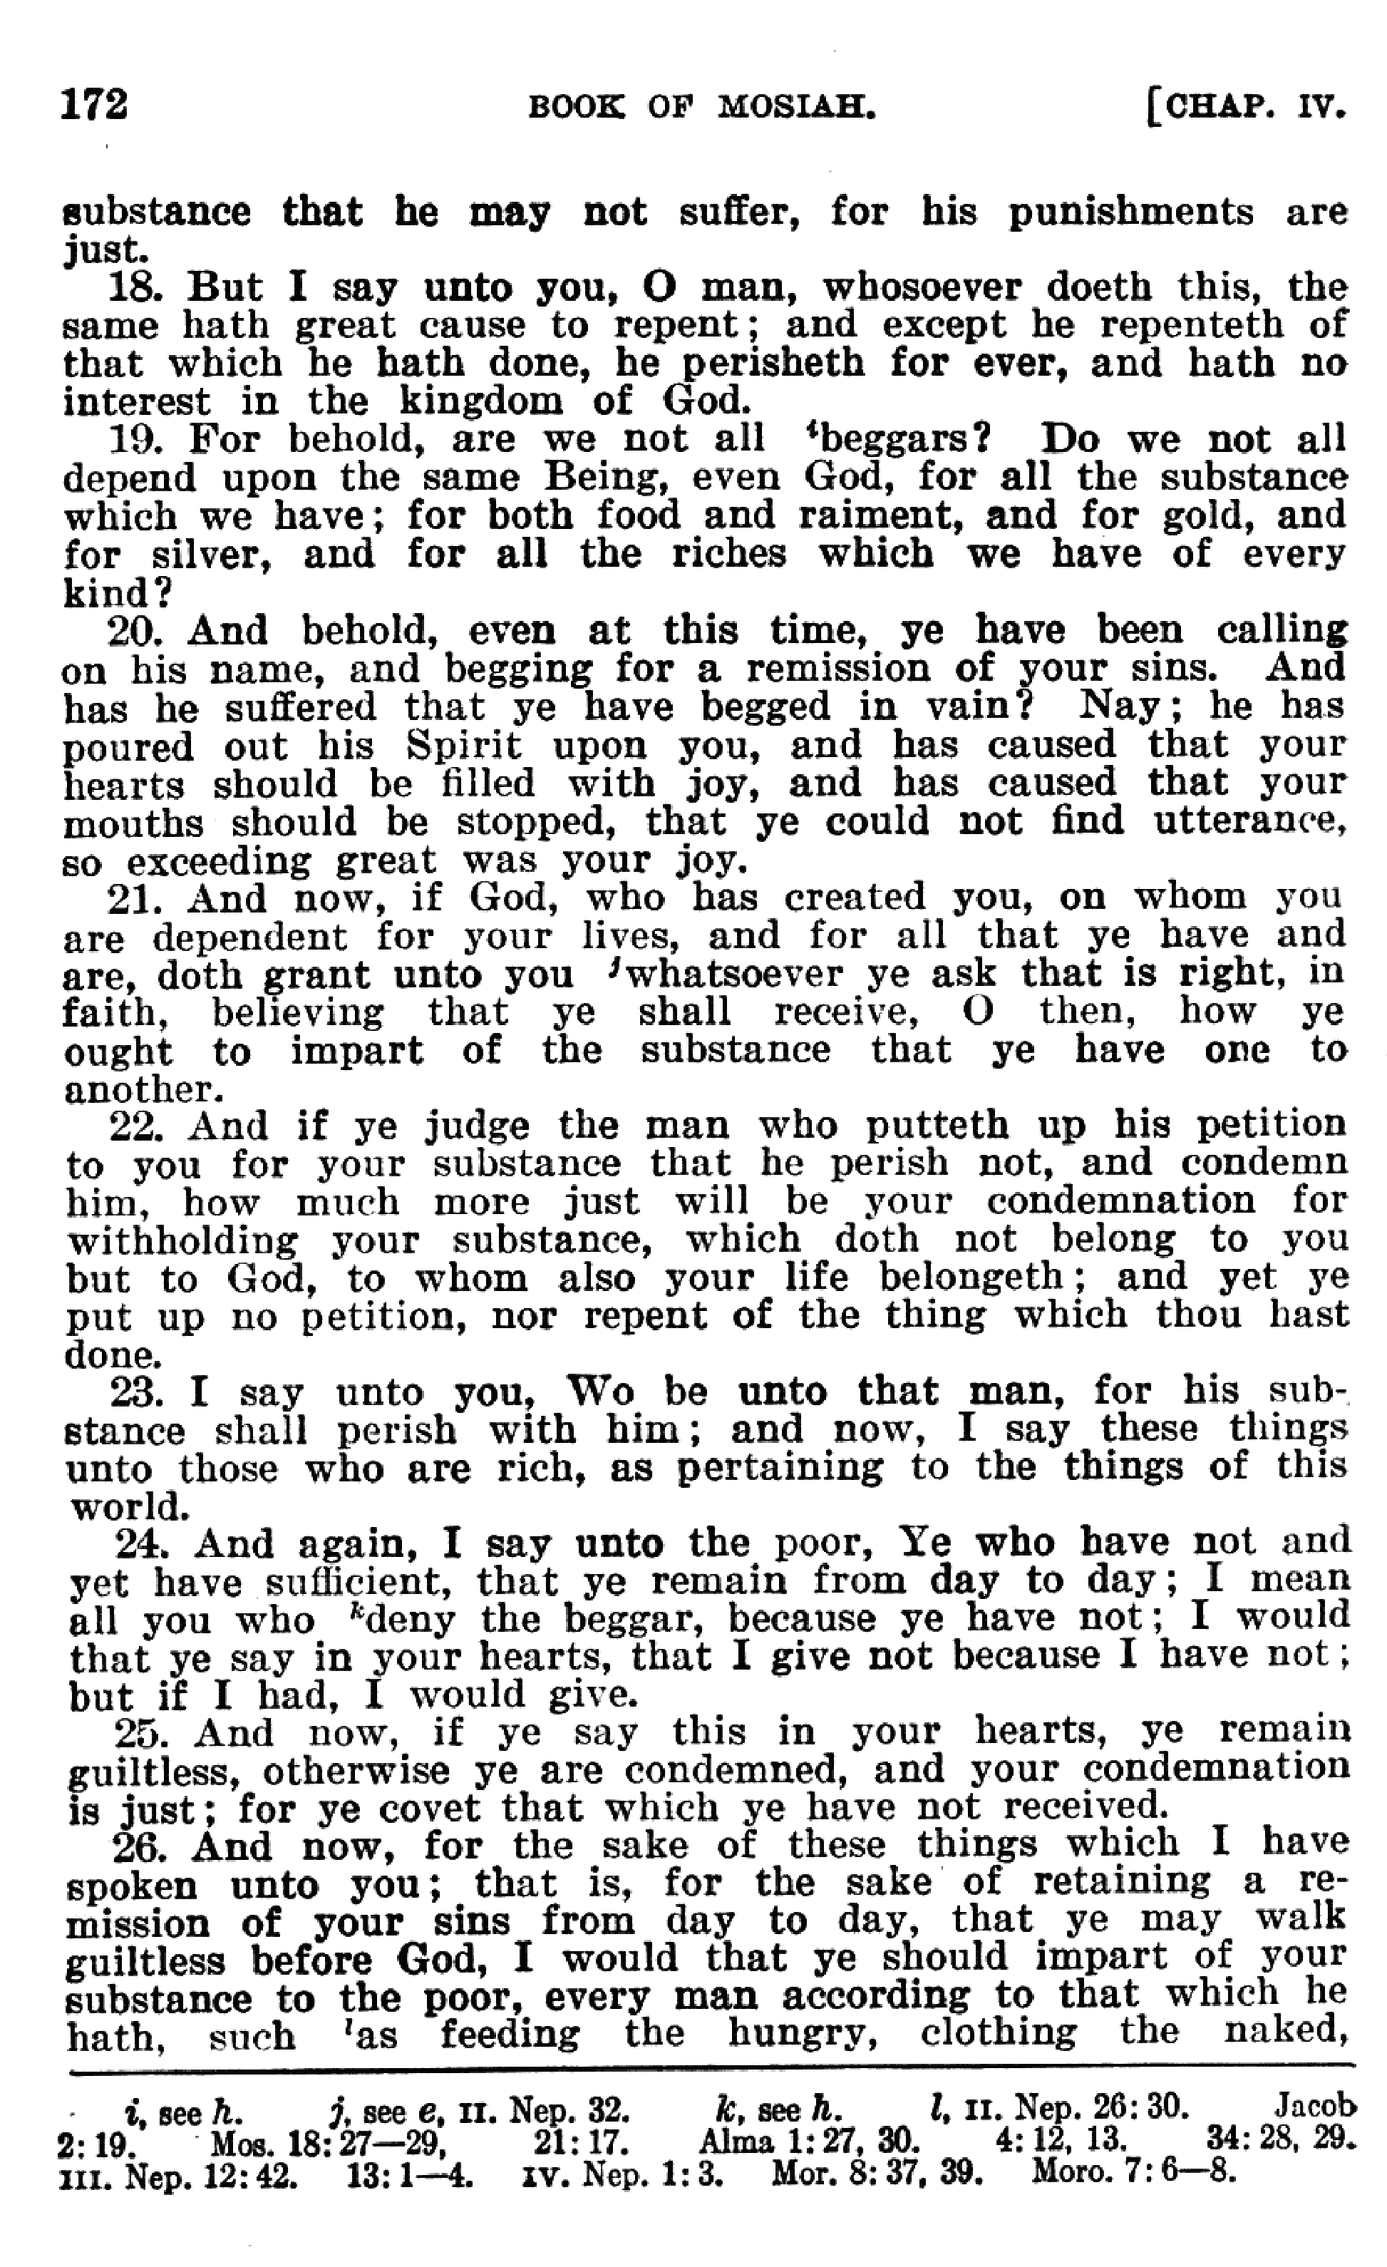 172 BOOK OF MOSIAH. [CHAP. IV.
substance that he may not suffer, for his punishments are
just.
18. But I say unto you, O man, whosoever doeth this, the
same hath great cause to repent; and except he repenteth of
that which he hath done, he perisheth for ever, and hath no
interest in the kingdom of God.
19. For behold, are we not all ⁱbeggars? Do we not all
depend upon the same Being, even God, for all the substance
which we have; for both food and raiment, and for gold, and
for silver, and for all the riches which we have of every
kind?
20. And behold, even at this time, ye have been calling
on his name, and begging for a remission of your sins. And
has he suffered that ye have begged in vain? Nay; he has
poured out his Spirit upon you, and has caused that your
hearts should be filled with joy, and has caused that your
mouths should be stopped, that ye could not find utterance,
so exceeding great was your joy.
21. And now, if God, who has created you, on whom you
are dependent for your lives, and for all that ye have and
are, doth grant unto you ʲwhatsoever ye ask that is right, in
faith, believing that ye shall receive, O then, how ye
ought to impart of the substance that ye have one to
another.
22. And if ye judge the man who putteth up his petition
to you for your substance that he perish not, and condemn
him, how much more just will be your condemnation for
withholding your substance, which doth not belong to you
but to God, to whom also your life belongeth; and yet ye
put up no petition, nor repent of the thing which thou hast
done.
23. I say unto you, Wo be unto that man, for his sub-
stance shall perish with him; and now, I say these things
unto those who are rich, as pertaining to the things of this
world.
24. And again, I say unto the poor, Ye who have not and
yet have sufficient, that ye remain from day to day; I mean
all you who ᵏdeny the beggar, because ye have not; I would
that ye say in your hearts, that I give not because I have not;
but if I had, I would give.
25. And now, if ye say this in your hearts, ye remain
guiltless, otherwise ye are condemned, and your condemnation
is just; for ye covet that which ye have not received.
26. And now, for the sake of these things which I have
spoken unto you; that is, for the sake of retaining a re-
mission of your sins from day to day, that ye may walk
guiltless before God, I would that ye should impart of your
substance to the poor, every man according to that which he
hath, such ˡas feeding the hungry, clothing the naked,
i, see h. j, see e, II. Nep. 32. k, see h. l, II. Nep. 26: 30. Jacob
2: 19. Mos. 18: 27—29, 21: 17. Alma 1: 27, 30. 4: 12, 13. 34: 28, 29.
III. Nep. 12: 42. 13: 1—4. IV. Nep. 1: 3. Mor. 8: 37, 39. Moro. 7: 6—8.